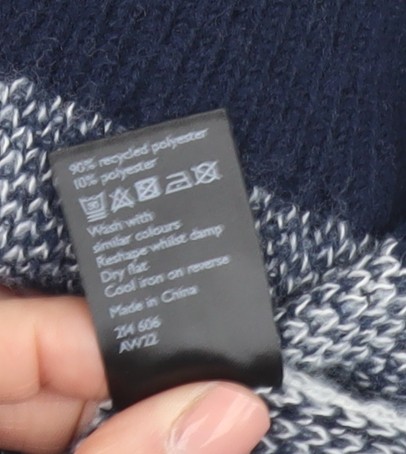 90% recycled polyester
10% polyester
Wash with
similar colours
Reshape whilst damp
Dry flat
Cool iron on reverse
Made in China
214 606
AW22